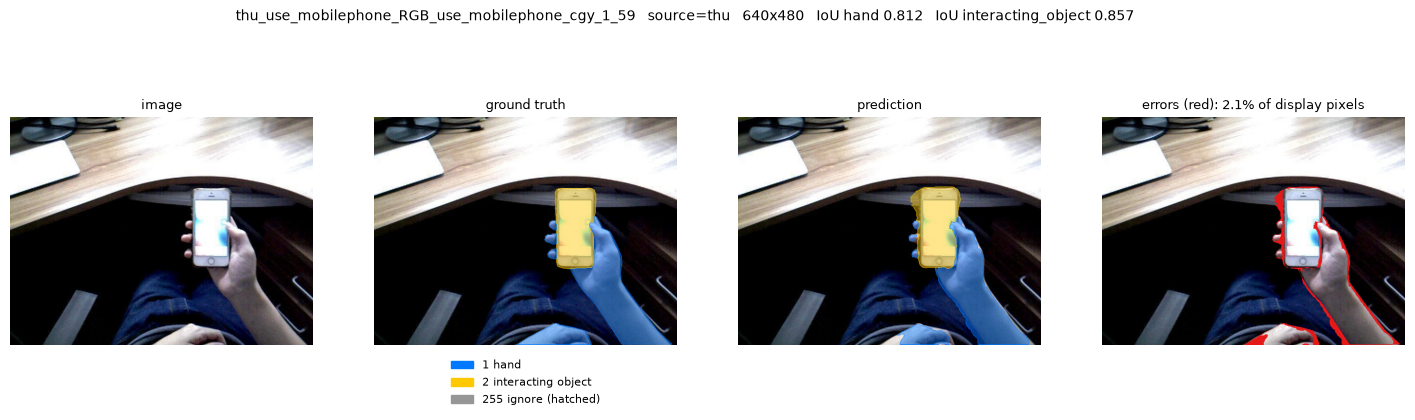 thu_use_mobilephone_RGB_use_mobilephone_cgy_1_59   source=thu   640x480   IoU hand 0.812   IoU interacting_object 0.857
image
ground truth
prediction
errors (red): 2.1% of display pixels
1 hand
2 interacting object
255 ignore (hatched)